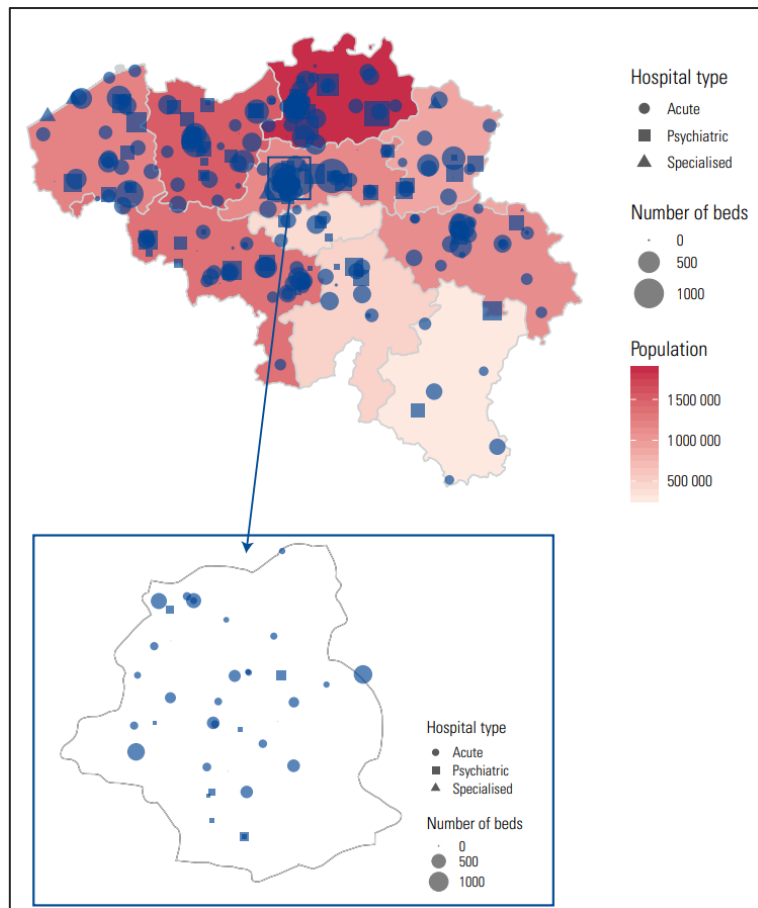 Hospital type
Acute
Psychiatric
Specialised
Number of beds
0
500
1000
Population
1 500 000
1 000 000
500 000
Hospital type
Acute
Psychiatric
Specialised
Number of beds
0
500
1000